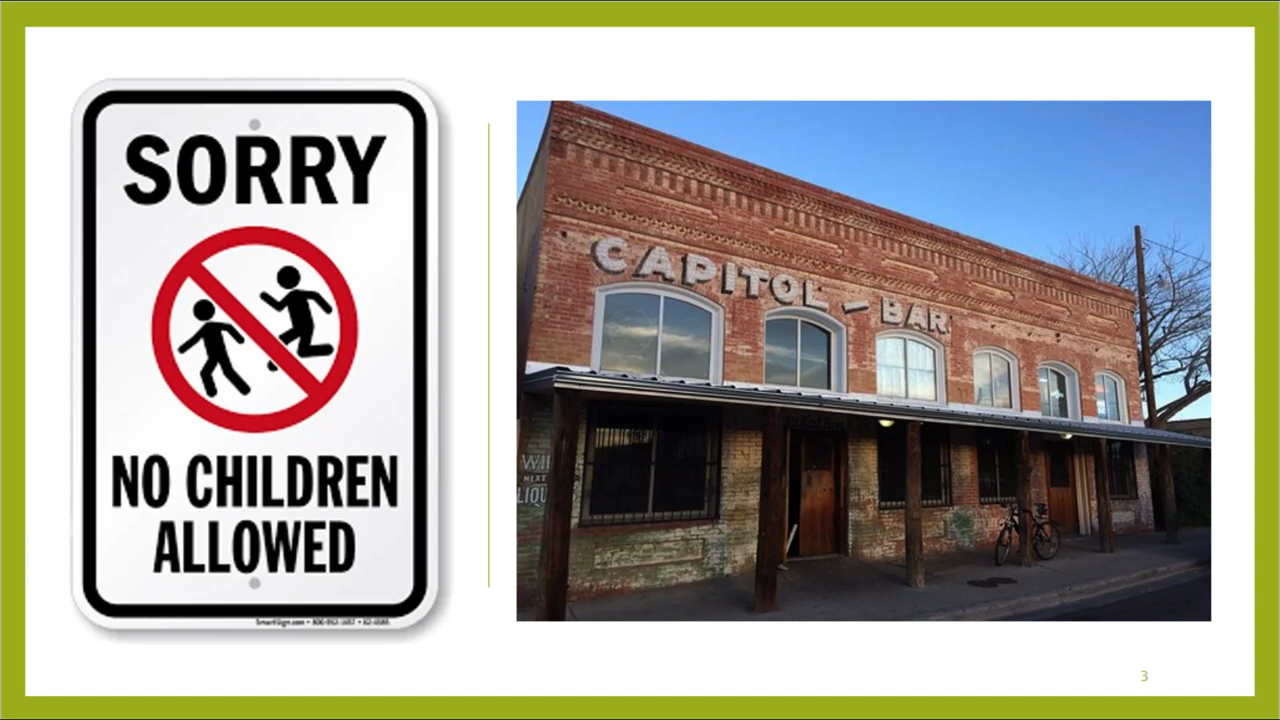 SORRY
NO CHILDREN
ALLOWED
CAPITOL - BAR
3